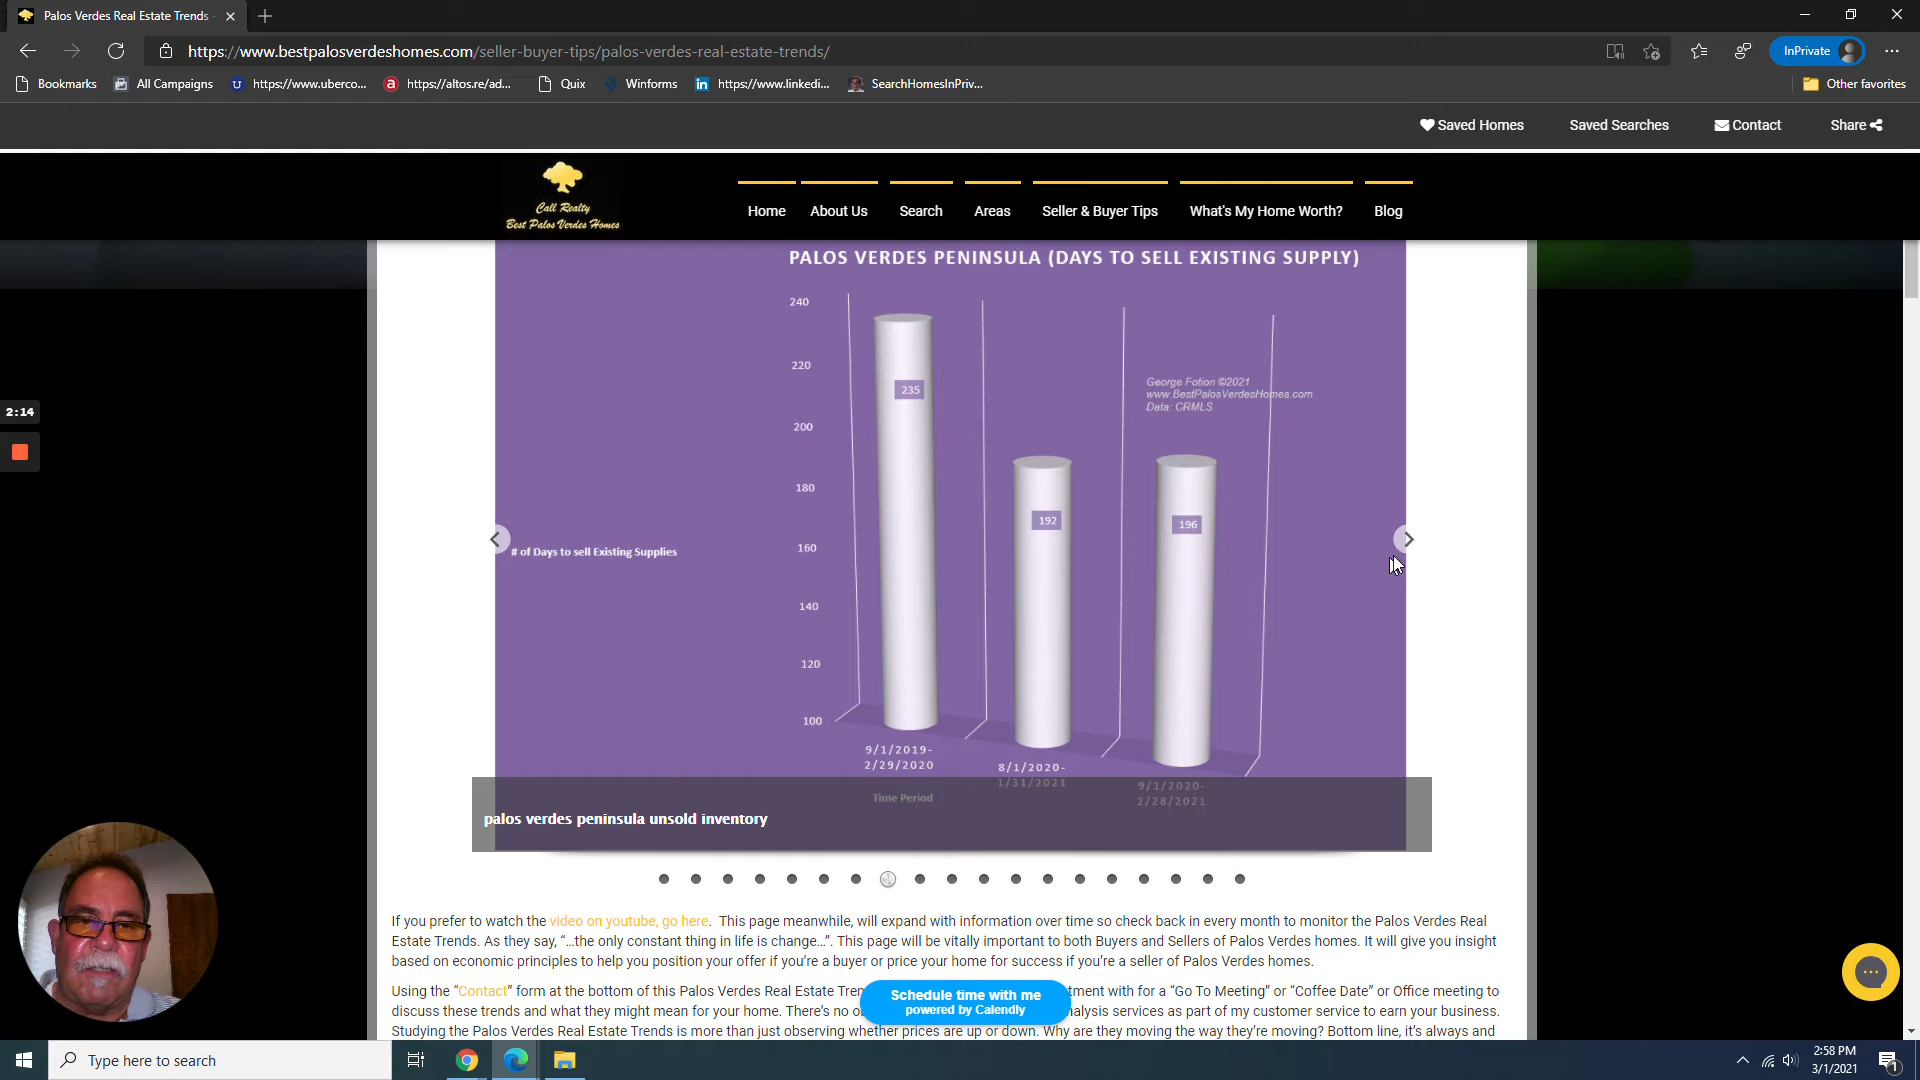 Palos Verdes Real Estate Trends -
https://www.bestpalosverdeshomes.com/seller-buyer-tips/palos-verdes-real-estate-trends/
InPrivate
Bookmarks
All Campaigns
https://www.uberco...
https://altos.re/ad...
Quix
Winforms
https://www.linkedi...
SearchHomesInPriv...
Other favorites
Saved Homes
Saved Searches
Contact
Share
Call Realty
Best Palos Verdes Homes
Home
About Us
Search
Areas
Seller & Buyer Tips
What's My Home Worth?
Blog
PALOS VERDES PENINSULA (DAYS TO SELL EXISTING SUPPLY)
240
220
200
180
160
140
120
100
235
192
196
George Fotion ©2021
www.BestPalosVerdesHomes.com
Data: CRMLS
# of Days to sell Existing Supplies
9/1/2019-
2/29/2020
8/1/2020-
1/31/2021
9/1/2020-
2/28/2021
Time Period
palos verdes peninsula unsold inventory
2:14
If you prefer to watch the video on youtube, go here. This page meanwhile, will expand with information over time so check back in every month to monitor the Palos Verdes Real
Estate Trends. As they say, “…the only constant thing in life is change…”. This page will be vitally important to both Buyers and Sellers of Palos Verdes homes. It will give you insight
based on economic principles to help you position your offer if you’re a buyer or price your home for success if you’re a seller of Palos Verdes homes.
Using the “Contact” form at the bottom of this Palos Verdes Real Estate Tren tment with for a “Go To Meeting” or “Coffee Date” or Office meeting to
discuss these trends and what they might mean for your home. There’s no o nalysis services as part of my customer service to earn your business.
Studying the Palos Verdes Real Estate Trends is more than just observing whether prices are up or down. Why are they moving the way they’re moving? Bottom line, it’s always and
Schedule time with me
powered by Calendly
Type here to search
2:58 PM
3/1/2021
1